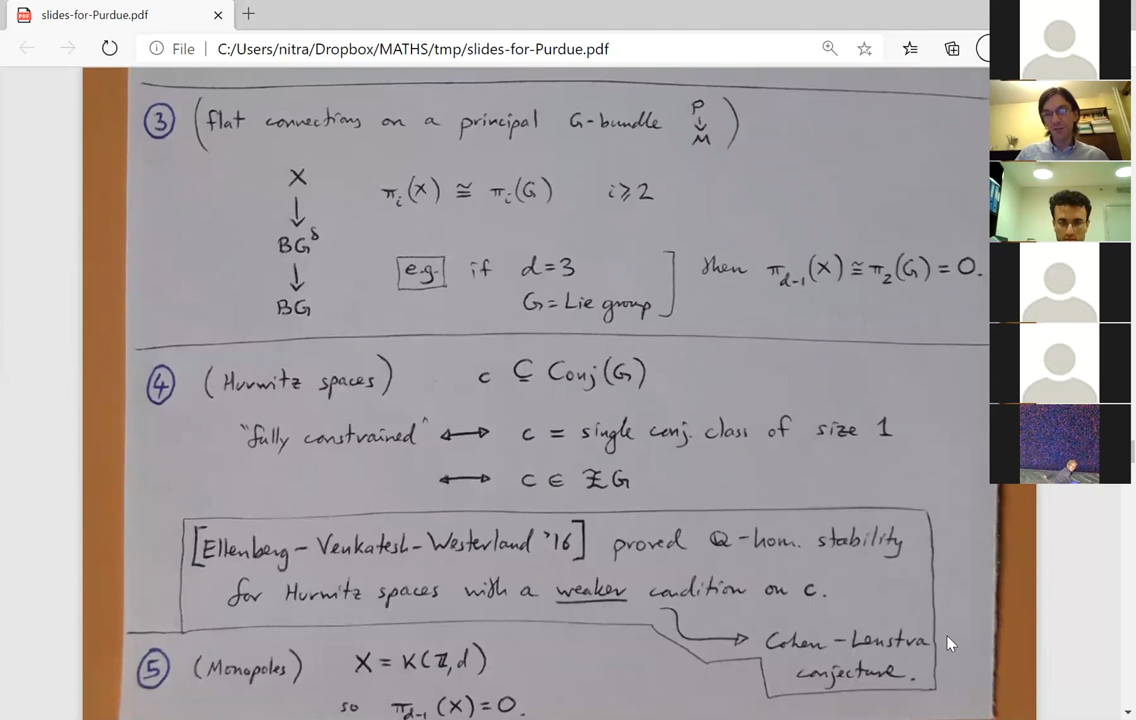 slides-for-Purdue.pdf
File | C:/Users/nitra/Dropbox/MATHS/tmp/slides-for-Purdue.pdf
③ (flat connections on a principal G-bundle P ↓ M)
X ↓ BG^δ ↓ BG
π_i(X) ≅ π_i(G) i ≥ 2
e.g. if d=3
G = Lie group
then π_{d-1}(X) ≅ π_2(G) = 0.
④ (Hurwitz spaces) c ⊆ Conj(G)
"fully constrained" ⟷ c = single conj. class of size 1
⟷ c ∈ ZG
[Ellenberg-Venkatesh-Westerland '16] proved Q-hom. stability
for Hurwitz spaces with a weaker condition on c.
→ Cohen-Lenstra
conjecture.
⑤ (Monopoles) X = K(Z,d)
so π_{d-1}(X) = 0.